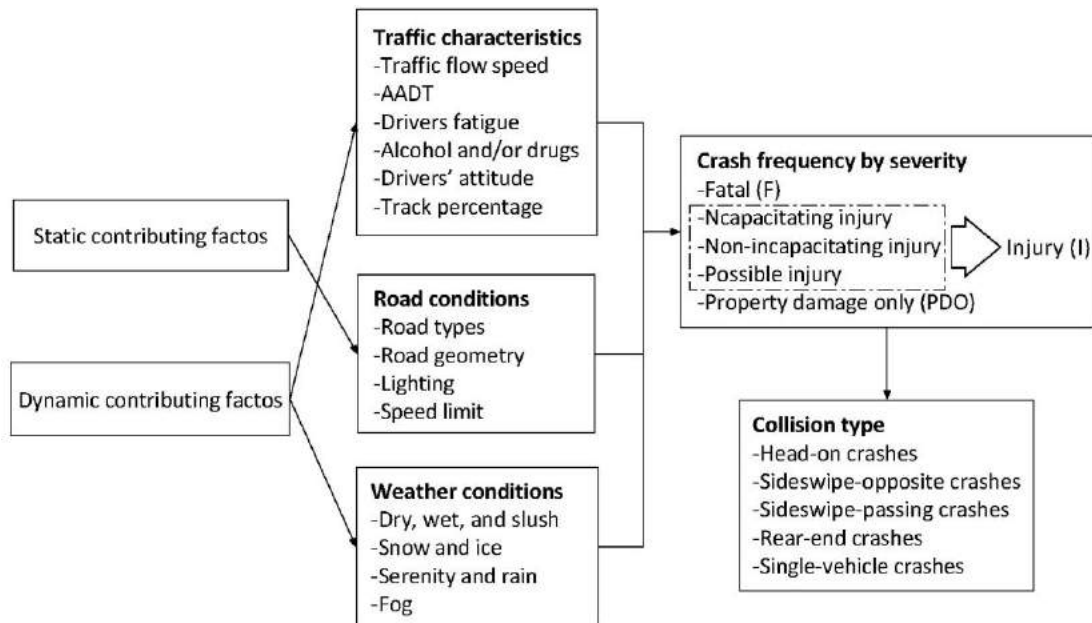 Static contributing factos
Dynamic contributing factos
Traffic characteristics
-Traffic flow speed
-AADT
-Drivers fatigue
-Alcohol and/or drugs
-Drivers' attitude
-Track percentage
Road conditions
-Road types
-Road geometry
-Lighting
-Speed limit
Weather conditions
-Dry, wet, and slush
-Snow and ice
-Serenity and rain
-Fog
Crash frequency by severity
-Fatal (F)
-Ncapacitating injury
-Non-incapacitating injury
-Possible injury
-Property damage only (PDO)
Injury (I)
Collision type
-Head-on crashes
-Sideswipe-opposite crashes
-Sideswipe-passing crashes
-Rear-end crashes
-Single-vehicle crashes